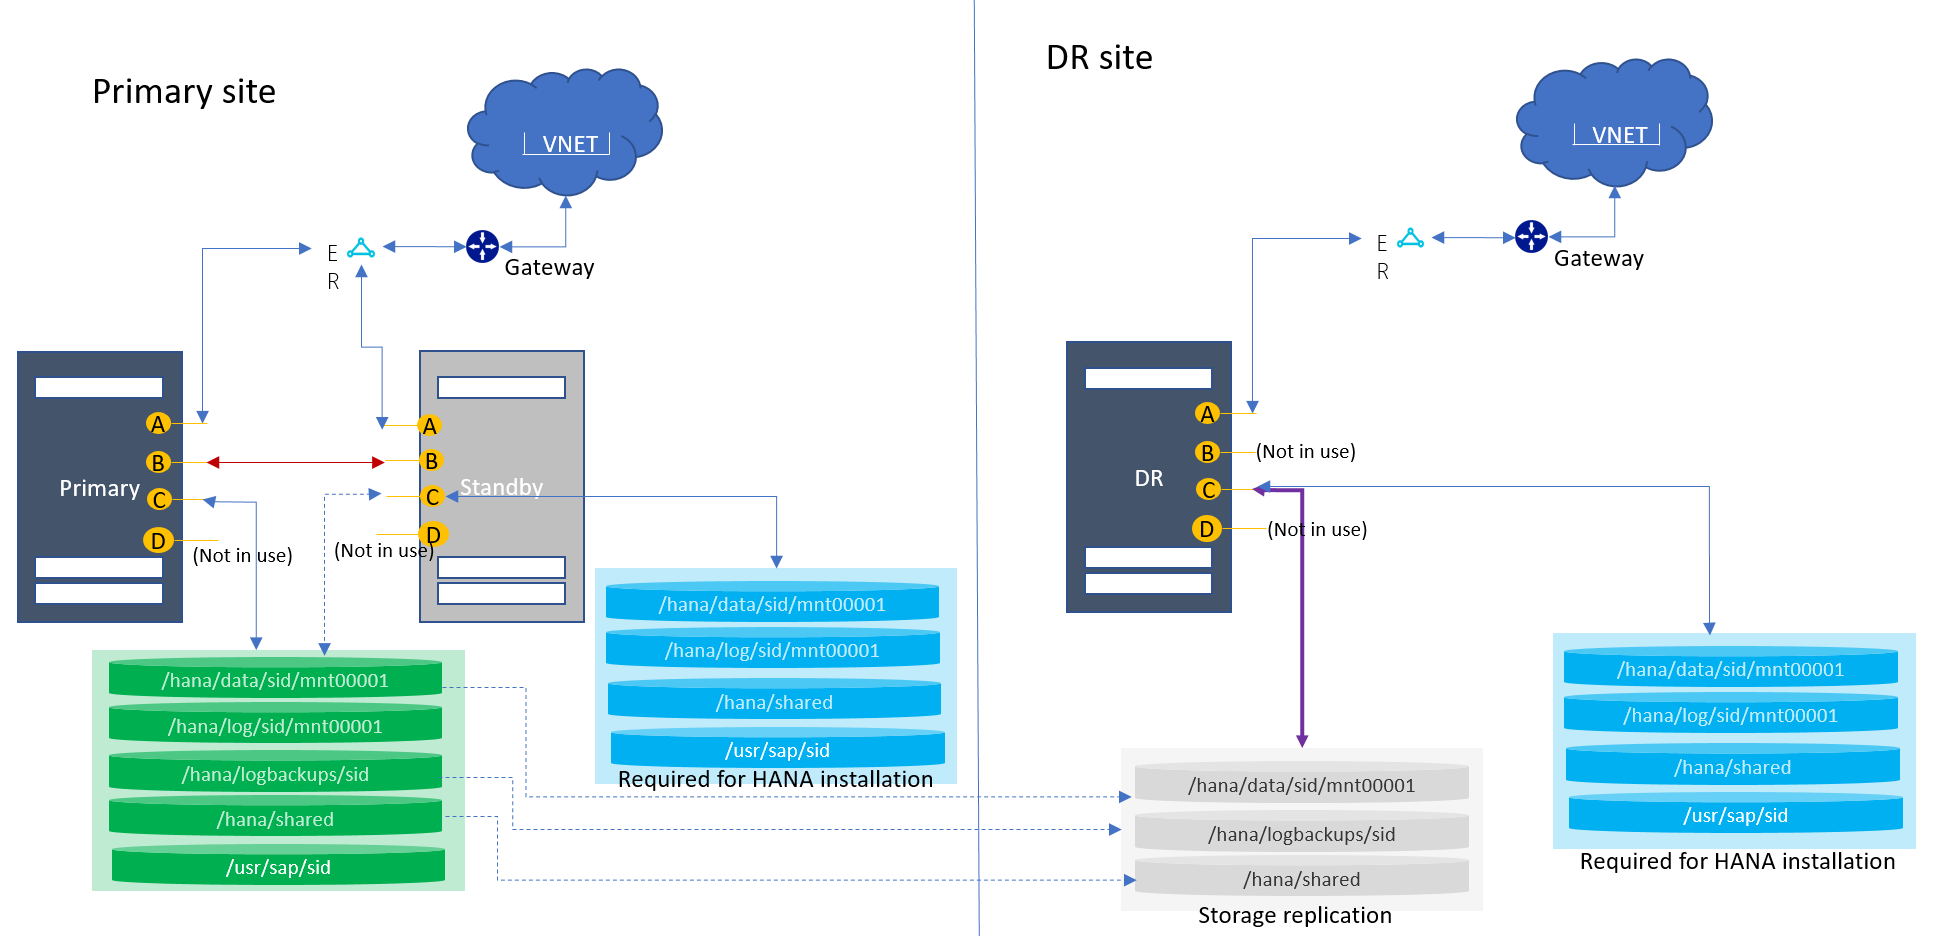 Primary site
VNET
E
R
Gateway
A
B
Primary
C
D
(Not in use)
A
B
C
Standby
D
(Not in use)
/hana/data/sid/mnt00001
/hana/log/sid/mnt00001
/hana/logbackups/sid
/hana/shared
/usr/sap/sid
/hana/data/sid/mnt00001
/hana/log/sid/mnt00001
/hana/shared
/usr/sap/sid
Required for HANA installation
DR site
VNET
E
R
Gateway
A
B
(Not in use)
DR
C
D
(Not in use)
/hana/data/sid/mnt00001
/hana/logbackups/sid
/hana/shared
Storage replication
/hana/data/sid/mnt00001
/hana/log/sid/mnt00001
/hana/shared
/usr/sap/sid
Required for HANA installation